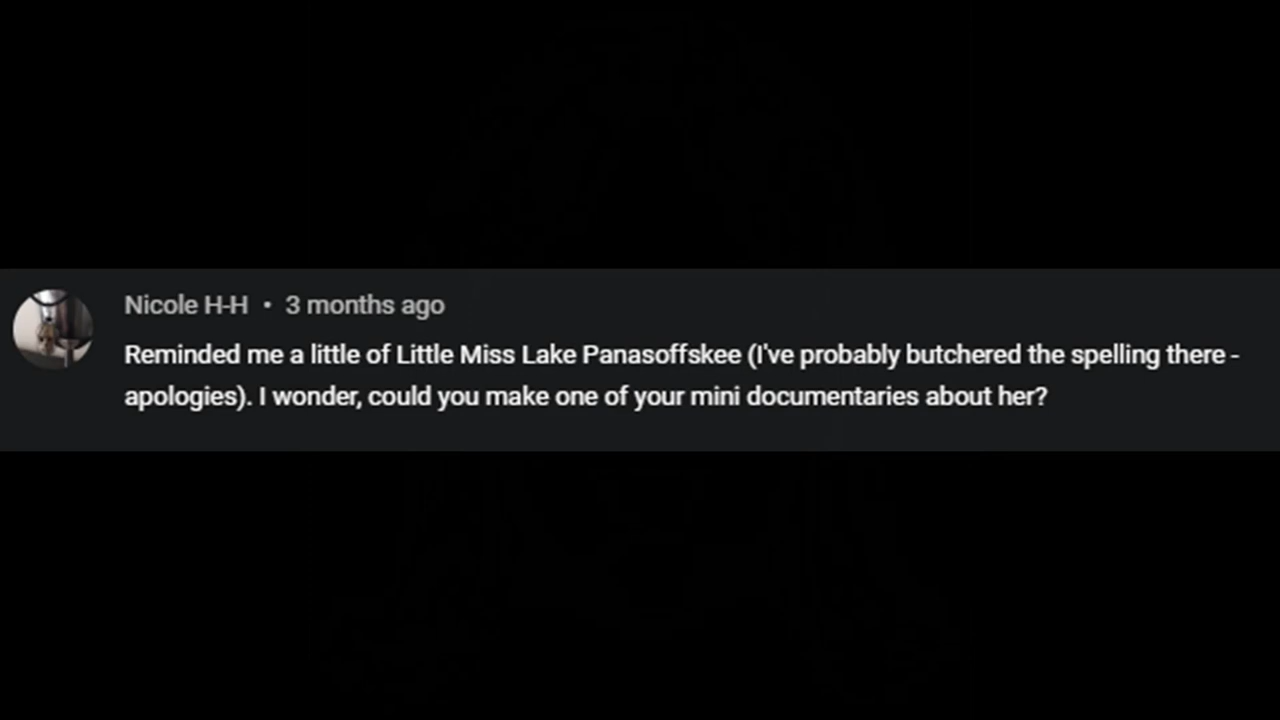 Nicole H-H • 3 months ago
Reminded me a little of Little Miss Lake Panasoffskee (I've probably butchered the spelling there -
apologies). I wonder, could you make one of your mini documentaries about her?